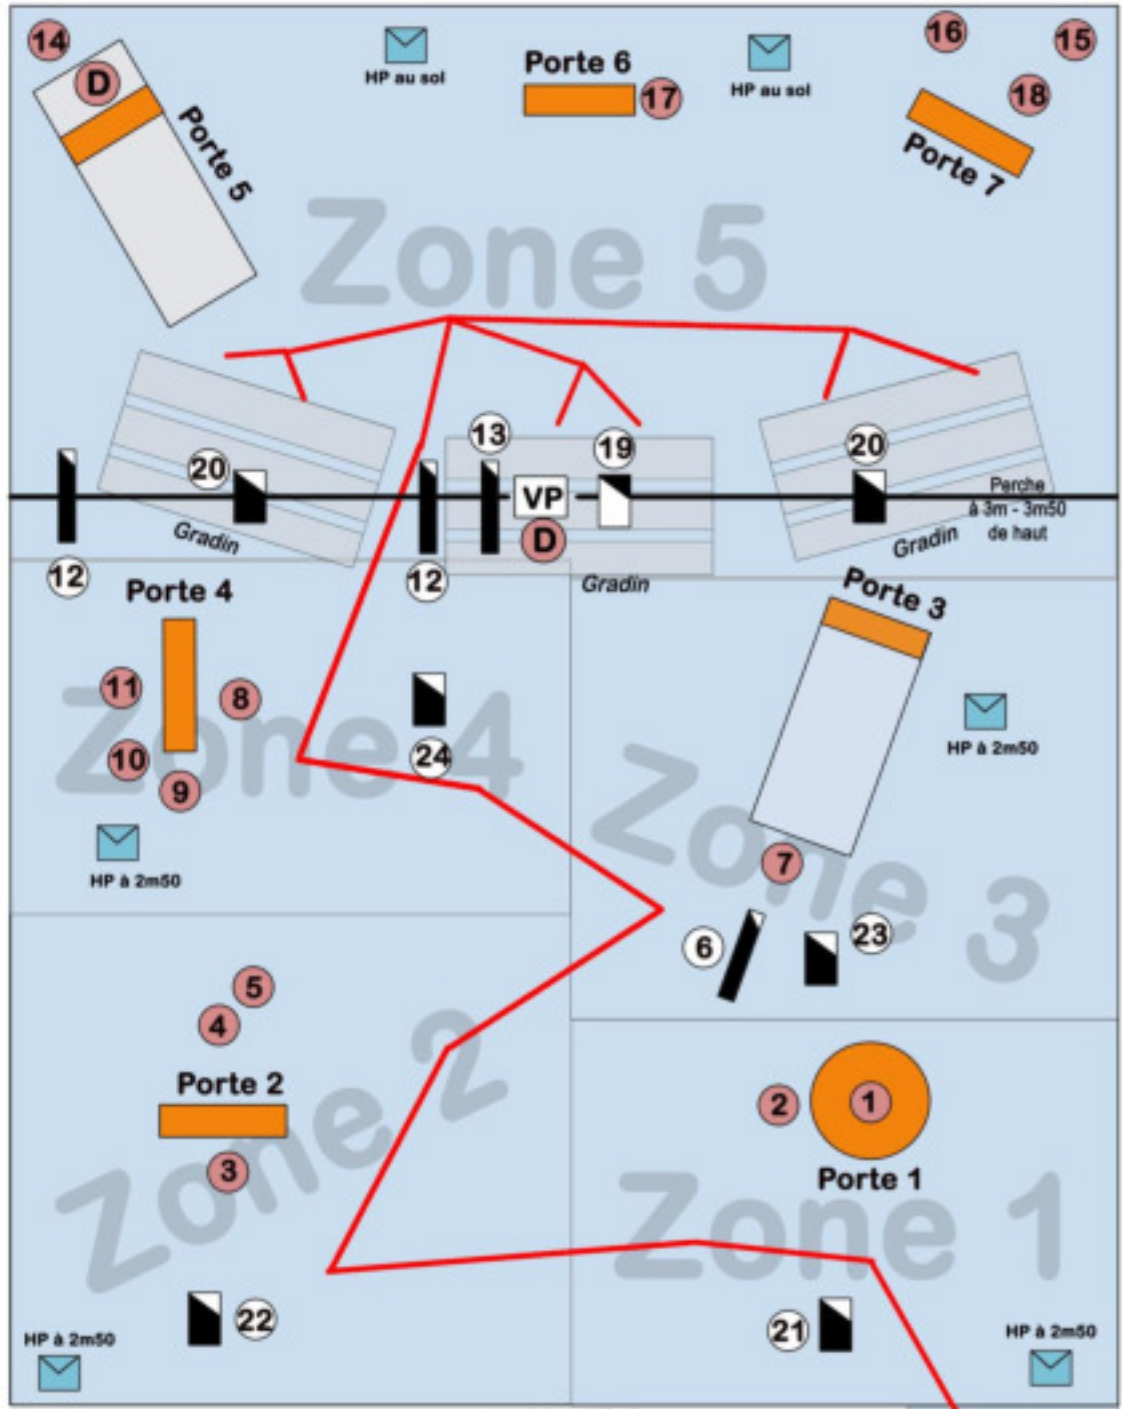 14
D
Porte 5
HP au sol
Porte 6
17
HP au sol
16
15
18
Porte 7
Zone 5
13
19
20
20
VP
D
Perche
à 3m - 3m50
de haut
Gradin
Gradin
Gradin
12
12
Porte 4
11
8
10
9
24
Zone 4
HP à 2m50
Porte 3
HP à 2m50
Zone 3
7
6
23
5
4
Porte 2
3
Zone 2
22
HP à 2m50
2
1
Porte 1
Zone 1
21
HP à 2m50